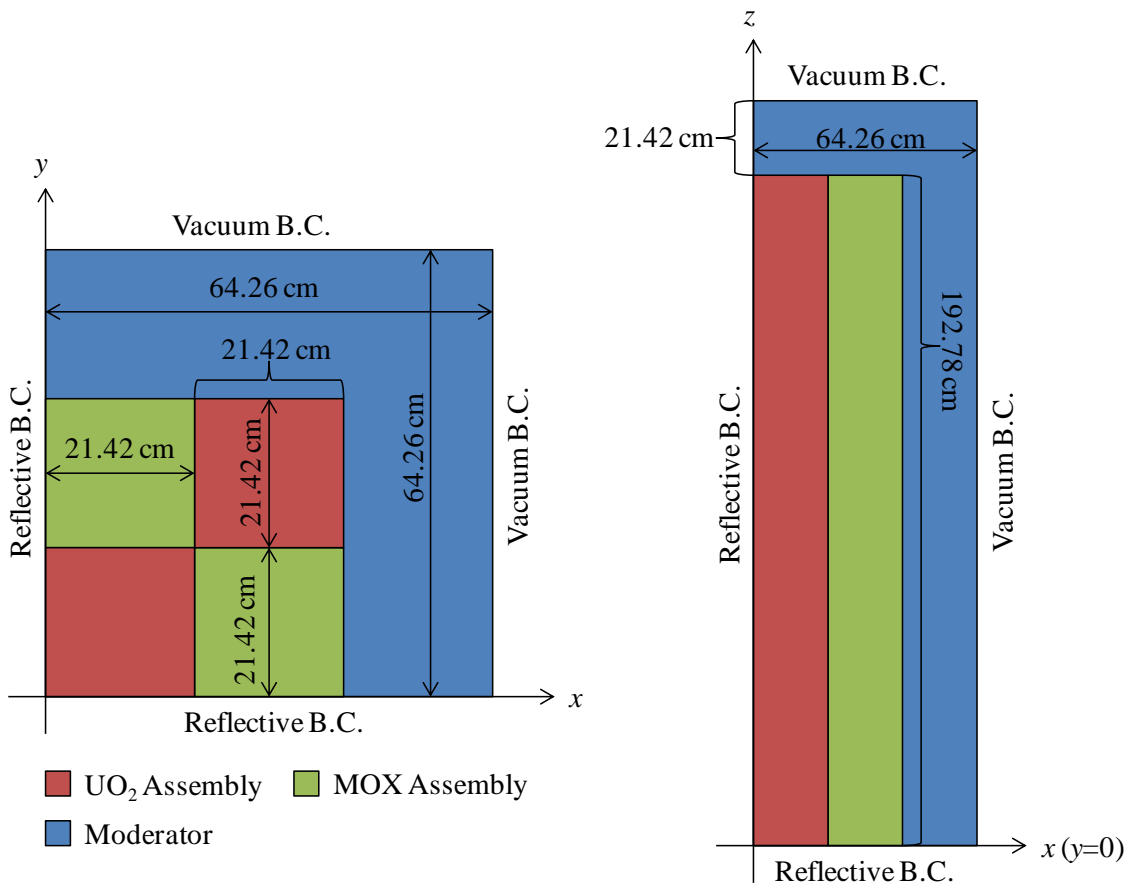 y
Vacuum B.C.
64.26 cm
21.42 cm
Reflective B.C.
21.42 cm
21.42 cm
64.26 cm
Vacuum B.C.
21.42 cm
x
Reflective B.C.
UO₂ Assembly
MOX Assembly
Moderator
z
Vacuum B.C.
21.42 cm
64.26 cm
192.78 cm
Reflective B.C.
Vacuum B.C.
x (y=0)
Reflective B.C.